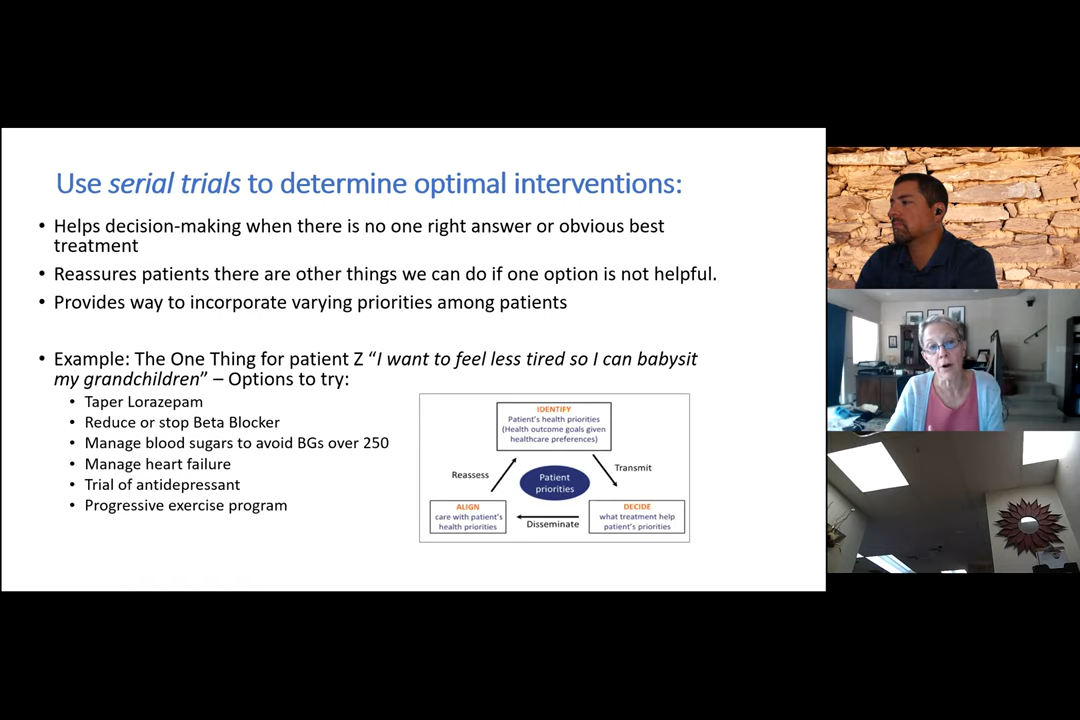 Use serial trials to determine optimal interventions:
• Helps decision-making when there is no one right answer or obvious best
treatment
• Reassures patients there are other things we can do if one option is not helpful.
• Provides way to incorporate varying priorities among patients
• Example: The One Thing for patient Z “I want to feel less tired so I can babysit
my grandchildren” – Options to try:
• Taper Lorazepam
• Reduce or stop Beta Blocker
• Manage blood sugars to avoid BGs over 250
• Manage heart failure
• Trial of antidepressant
• Progressive exercise program
IDENTIFY
Patient's health priorities
(Health outcome goals given
healthcare preferences)
Reassess
Transmit
Patient
priorities
ALIGN
care with patient's
health priorities
Disseminate
DECIDE
what treatment help
patient's priorities